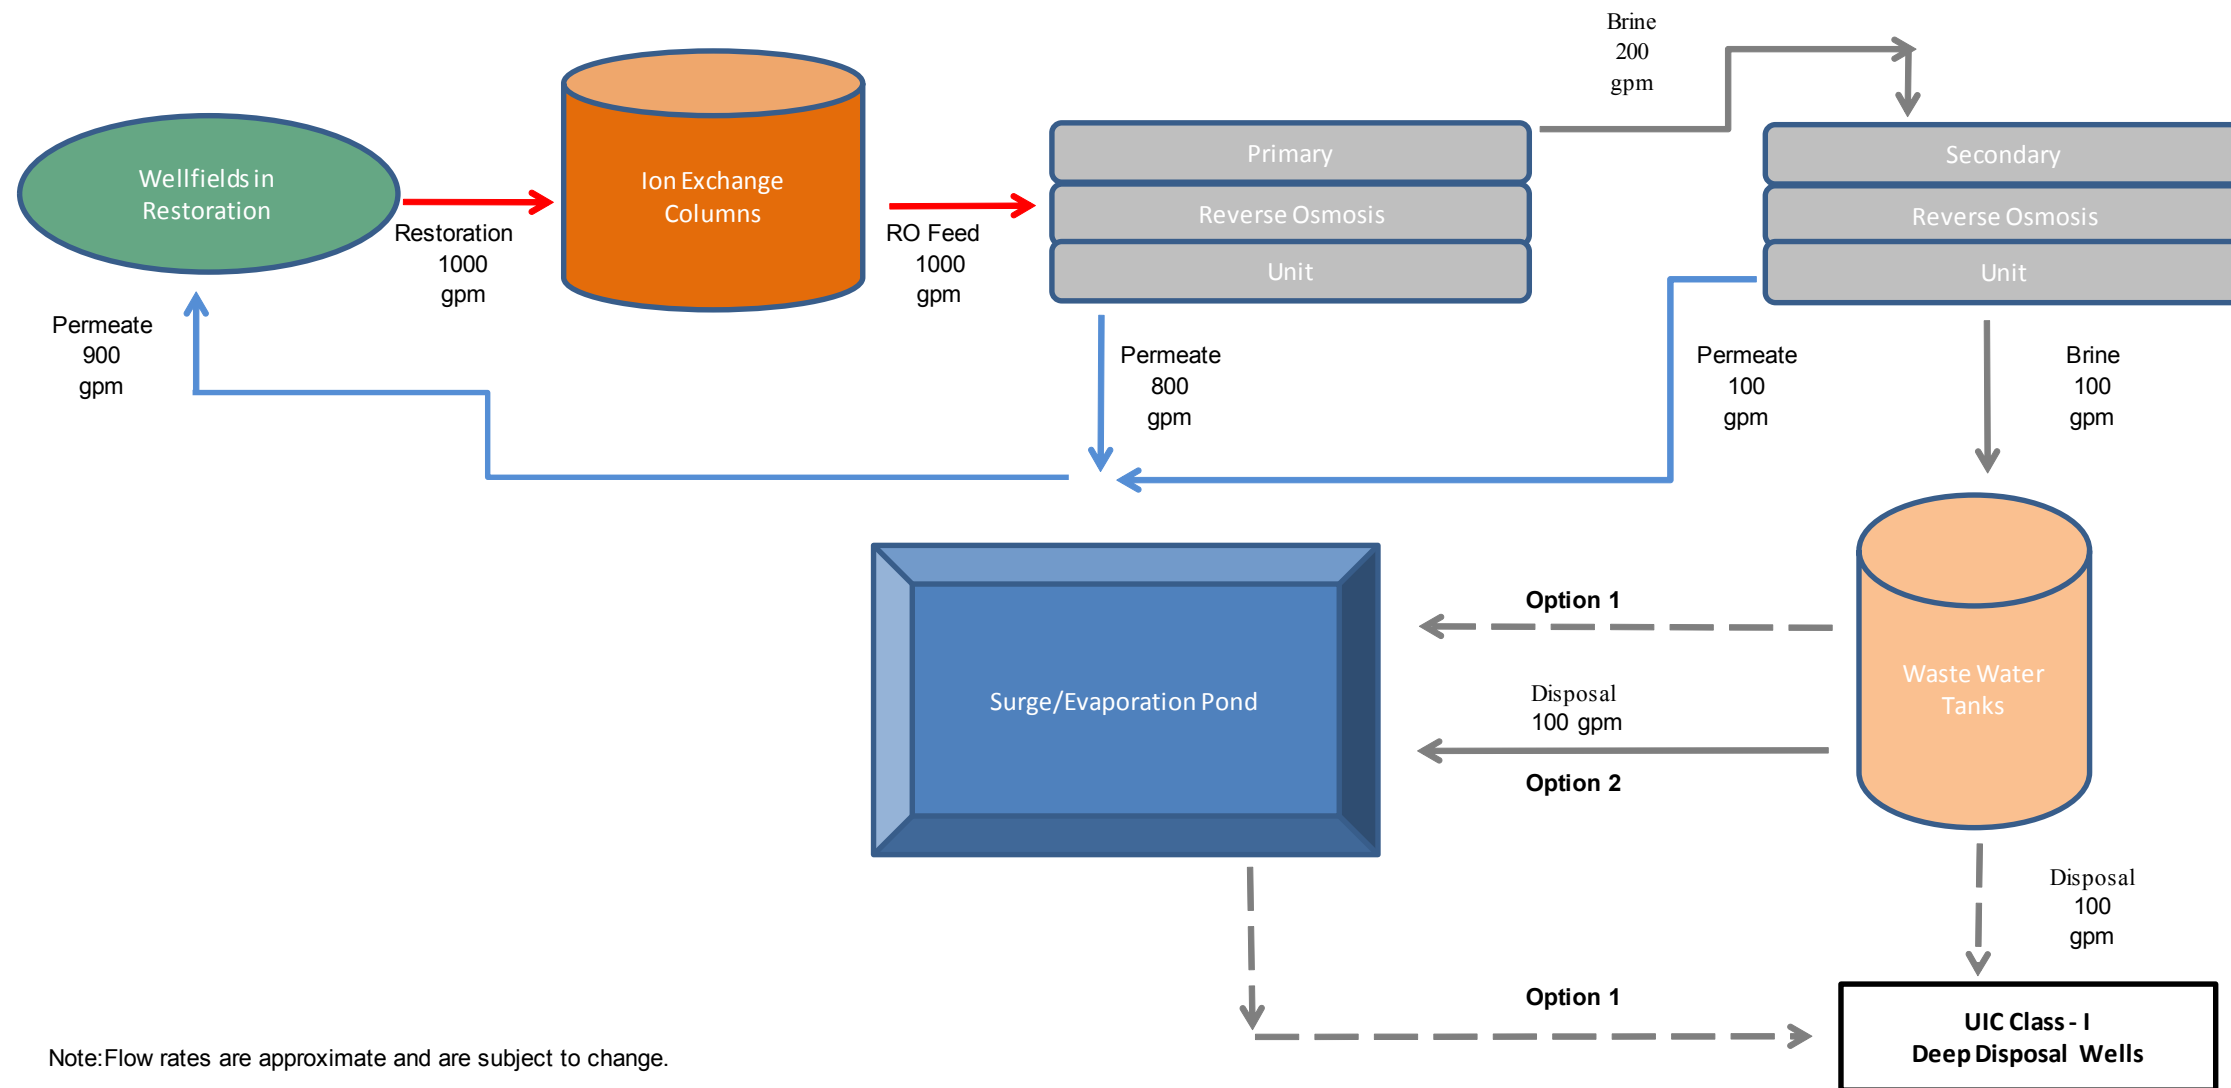 Brine
200
gpm
Wellfields in
Restoration
Ion Exchange
Columns
Primary
Reverse Osmosis
Unit
Secondary
Reverse Osmosis
Unit
Restoration
1000
gpm
RO Feed
1000
gpm
Permeate
900
gpm
Permeate
800
gpm
Permeate
100
gpm
Brine
100
gpm
Option 1
Surge/Evaporation Pond
Disposal
100 gpm
Option 2
Waste Water
Tanks
Disposal
100
gpm
Option 1
UIC Class - I
Deep Disposal Wells
Note:Flow rates are approximate and are subject to change.